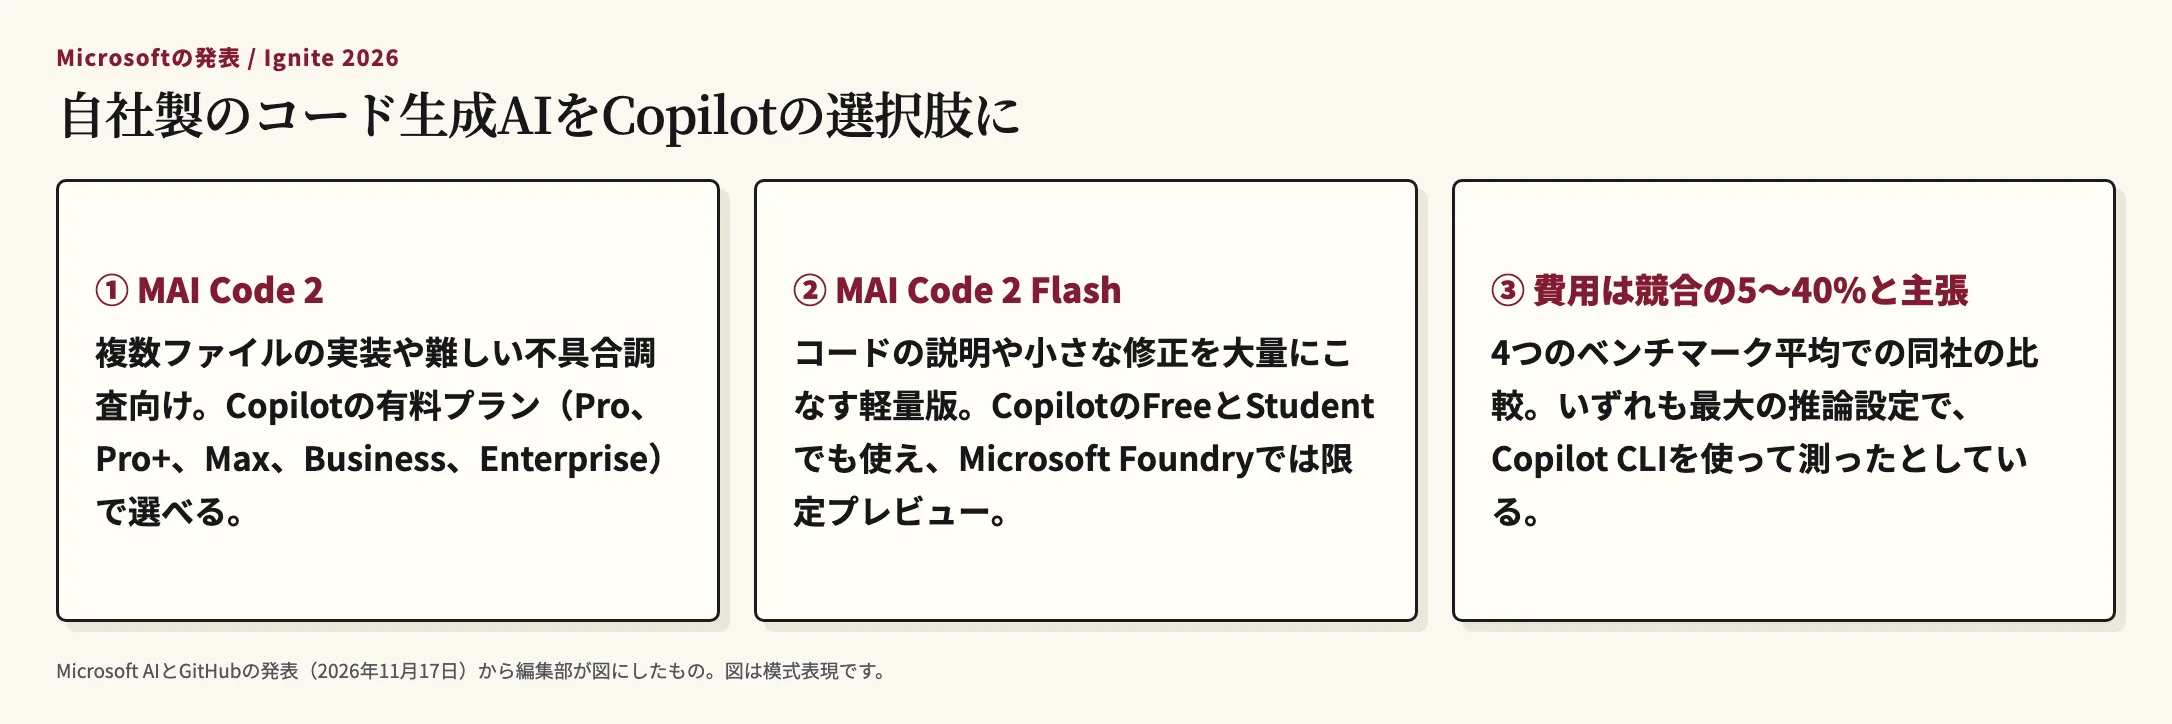 Microsoftの発表 / Ignite 2026
自社製のコード生成AIをCopilotの選択肢に
① MAI Code 2
複数ファイルの実装や難しい不具合調
査向け。Copilotの有料プラン（Pro、
Pro+、Max、Business、Enterprise）
で選べる。
② MAI Code 2 Flash
コードの説明や小さな修正を大量にこ
なす軽量版。CopilotのFreeとStudent
でも使え、Microsoft Foundryでは限
定プレビュー。
③ 費用は競合の5〜40%と主張
4つのベンチマーク平均での同社の比
較。いずれも最大の推論設定で、
Copilot CLIを使って測ったとしてい
る。
Microsoft AIとGitHubの発表（2026年11月17日）から編集部が図にしたもの。図は模式表現です。